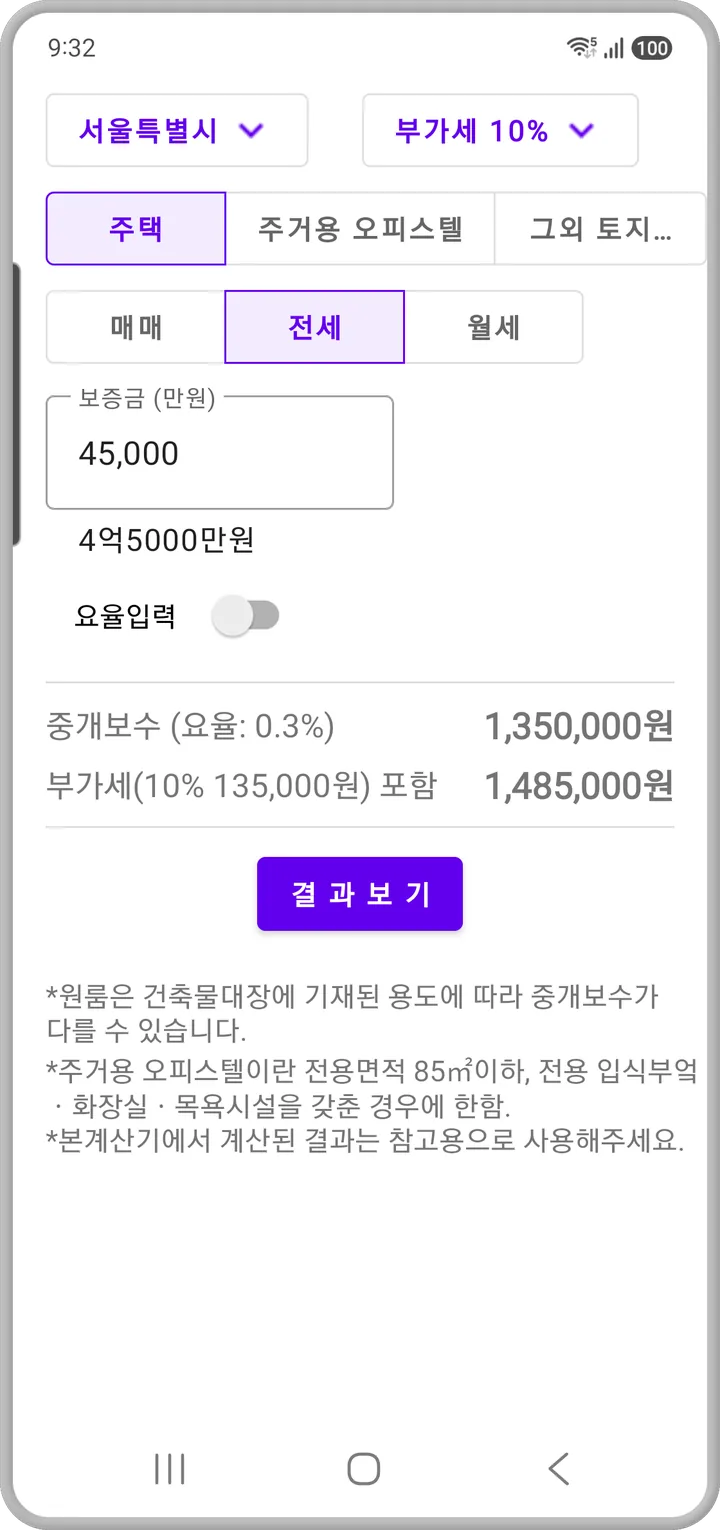 9:32 5 100
서울특별시 부가세 10%
주택 주거용 오피스텔 그외 토지...
매매 전세 월세
보증금 (만원)
45,000
4억5000만원
요율입력
중개보수 (요율: 0.3%) 1,350,000원
부가세(10% 135,000원) 포함 1,485,000원
결과보기
*원룸은 건축물대장에 기재된 용도에 따라 중개보수가
다를 수 있습니다.
*주거용 오피스텔이란 전용면적 85㎡이하, 전용 입식부엌
· 화장실 · 목욕시설을 갖춘 경우에 한함.
*본계산기에서 계산된 결과는 참고용으로 사용해주세요.